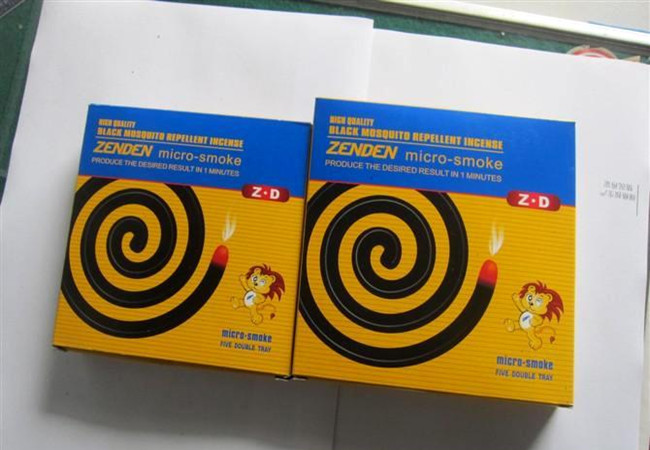 HIGH QUALITY
BLACK MOSQUITO REPELLENT INCENSE
ZENDEN micro-smoke
PRODUCE THE DESIRED RESULT IN 1 MINUTES
Z·D
micro-smoke
FIVE DOUBLE TRAY
HIGH QUALITY
BLACK MOSQUITO REPELLENT INCENSE
ZENDEN micro-smoke
PRODUCE THE DESIRED RESULT IN 1 MINUTES
Z·D
micro-smoke
FIVE DOUBLE TRAY